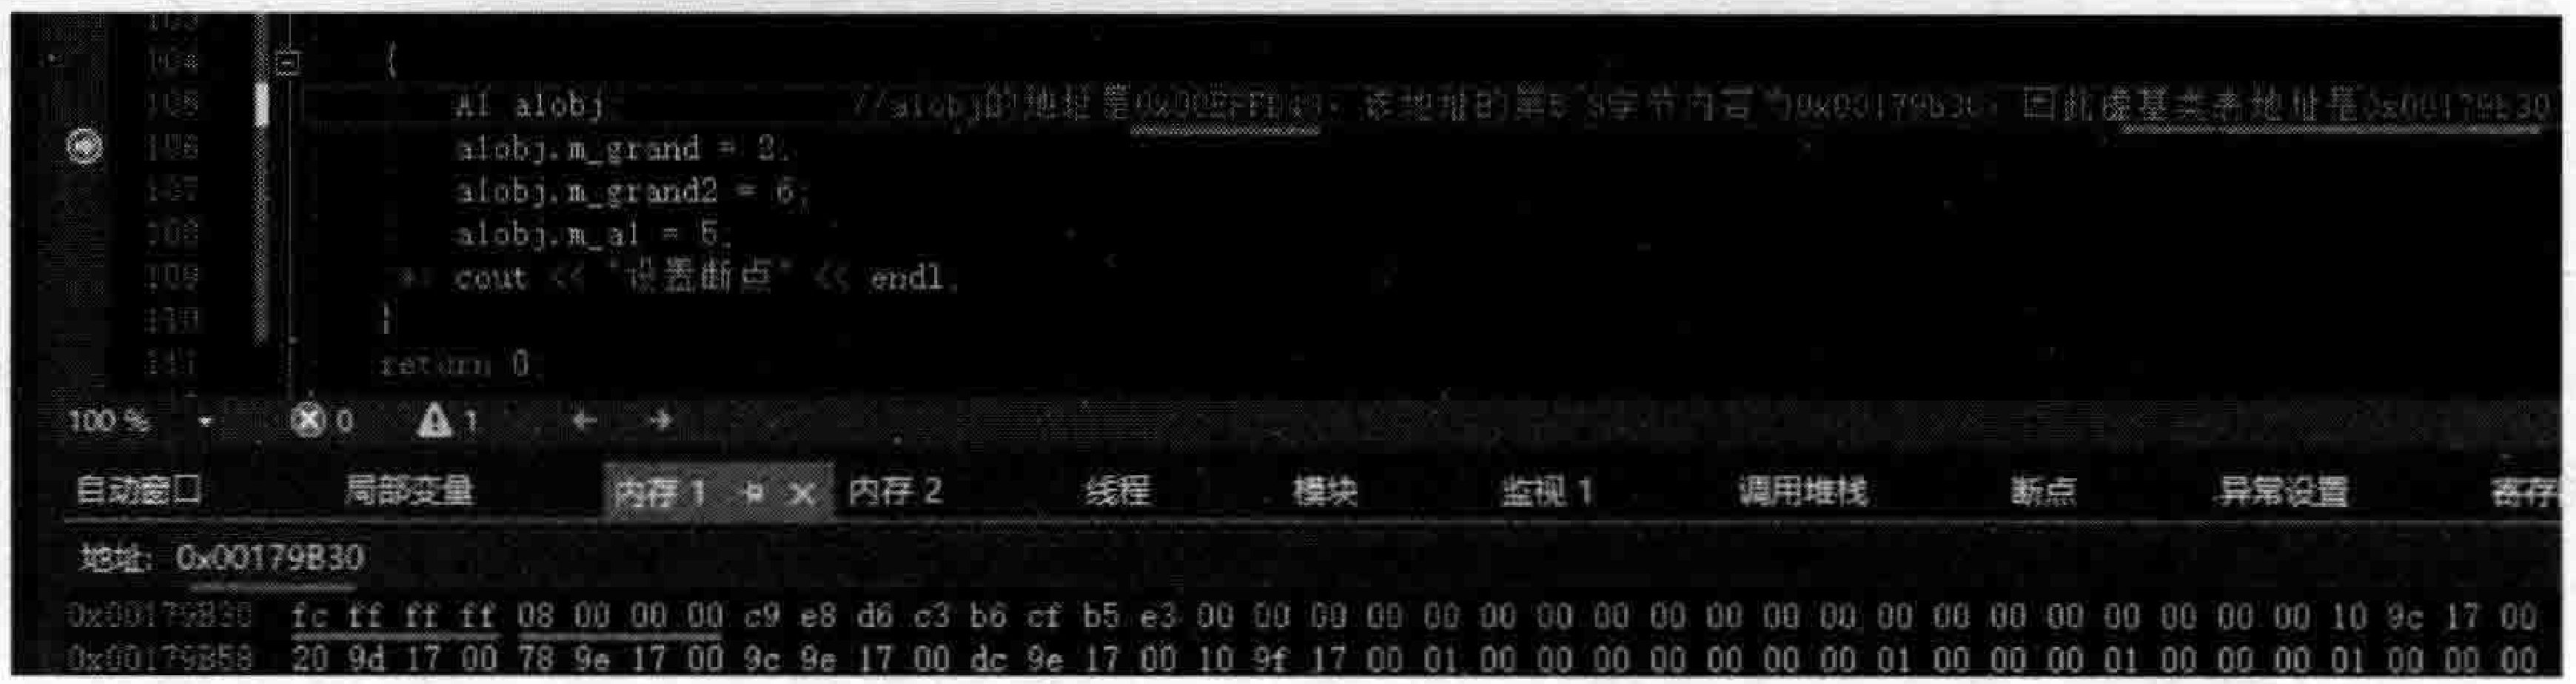 103
104 {
105 A1 a1obj; //a1obj的地址是 该地址的第5 8字节内容为0x00179b30, 因此虚基类表地址是0x00179b30
106 a1obj.m_grand = 2;
107 a1obj.m_grand2 = 6;
108 a1obj.m_a1 = 5;
109 cout << "设置断点" << endl;
110 }
111 return 0
100 % 0 1
自动窗口 局部变量 内存 1 内存 2 线程 模块 监视 1 调用堆栈 断点 异常设置 寄存
地址: 0x00179B30
0x00179B30 fc ff ff ff 08 00 00 00 c9 e8 d6 c3 b6 cf b5 e3 00 00 00 00 00 00 00 00 00 00 00 00 00 00 00 00 00 00 00 00 10 9c 17 00
0x00179B58 20 9d 17 00 78 9e 17 00 9c 9e 17 00 dc 9e 17 00 10 9f 17 00 01 00 00 00 00 00 00 00 01 00 00 00 01 00 00 00 01 00 00 00